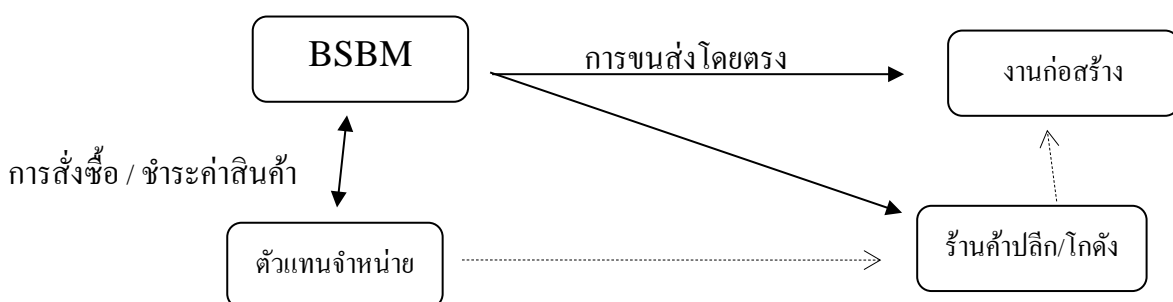 BSBM
การขนส่งโดยตรง
งานก่อสร้าง
การสั่งซื้อ / ชำระค่าสินค้า
ตัวแทนจำหน่าย
ร้านค้าปลีก/โกดัง